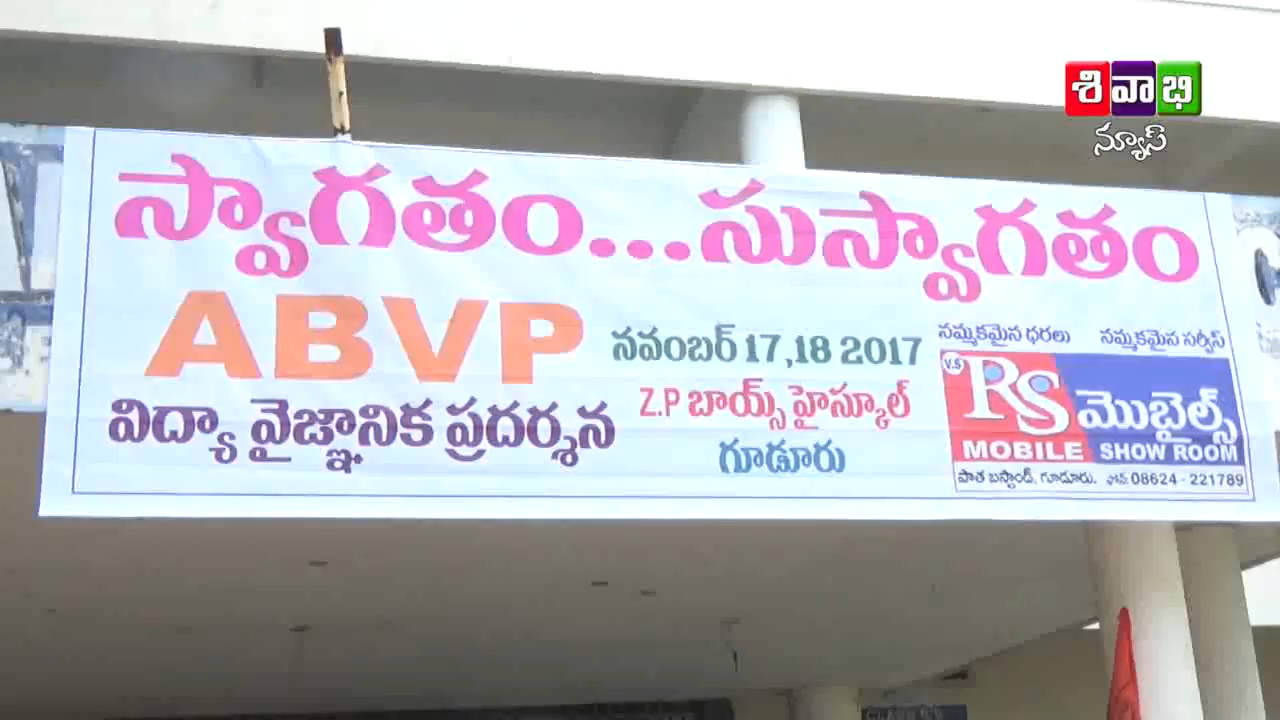 శివాభి
న్యూస్
స్వాగతం...సుస్వాగతం
ABVP
విద్యా వైజ్ఞానిక ప్రదర్శన
నవంబర్ 17,18 2017
Z.P బాయ్స్ హైస్కూల్
గూడూరు
నమ్మకమైన ధరలు నమ్మకమైన సర్వీస్
V.S RS మొబైల్స్
MOBILE SHOW ROOM
పాత బస్టాండ్, గూడూరు. ఫోన్: 08624 - 221789